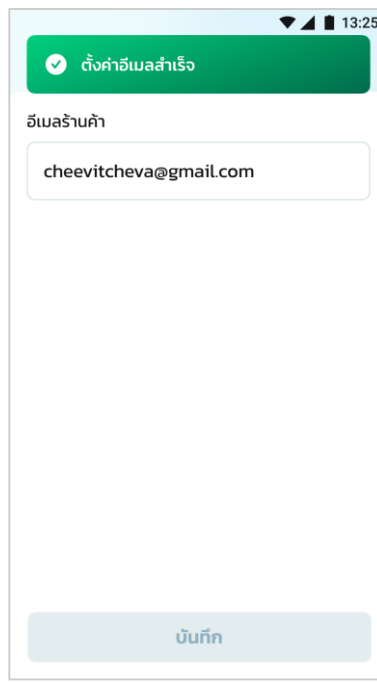 13:25
ตั้งค่าอีเมลสำเร็จ
อีเมลร้านค้า
cheevitcheva@gmail.com
บันทึก